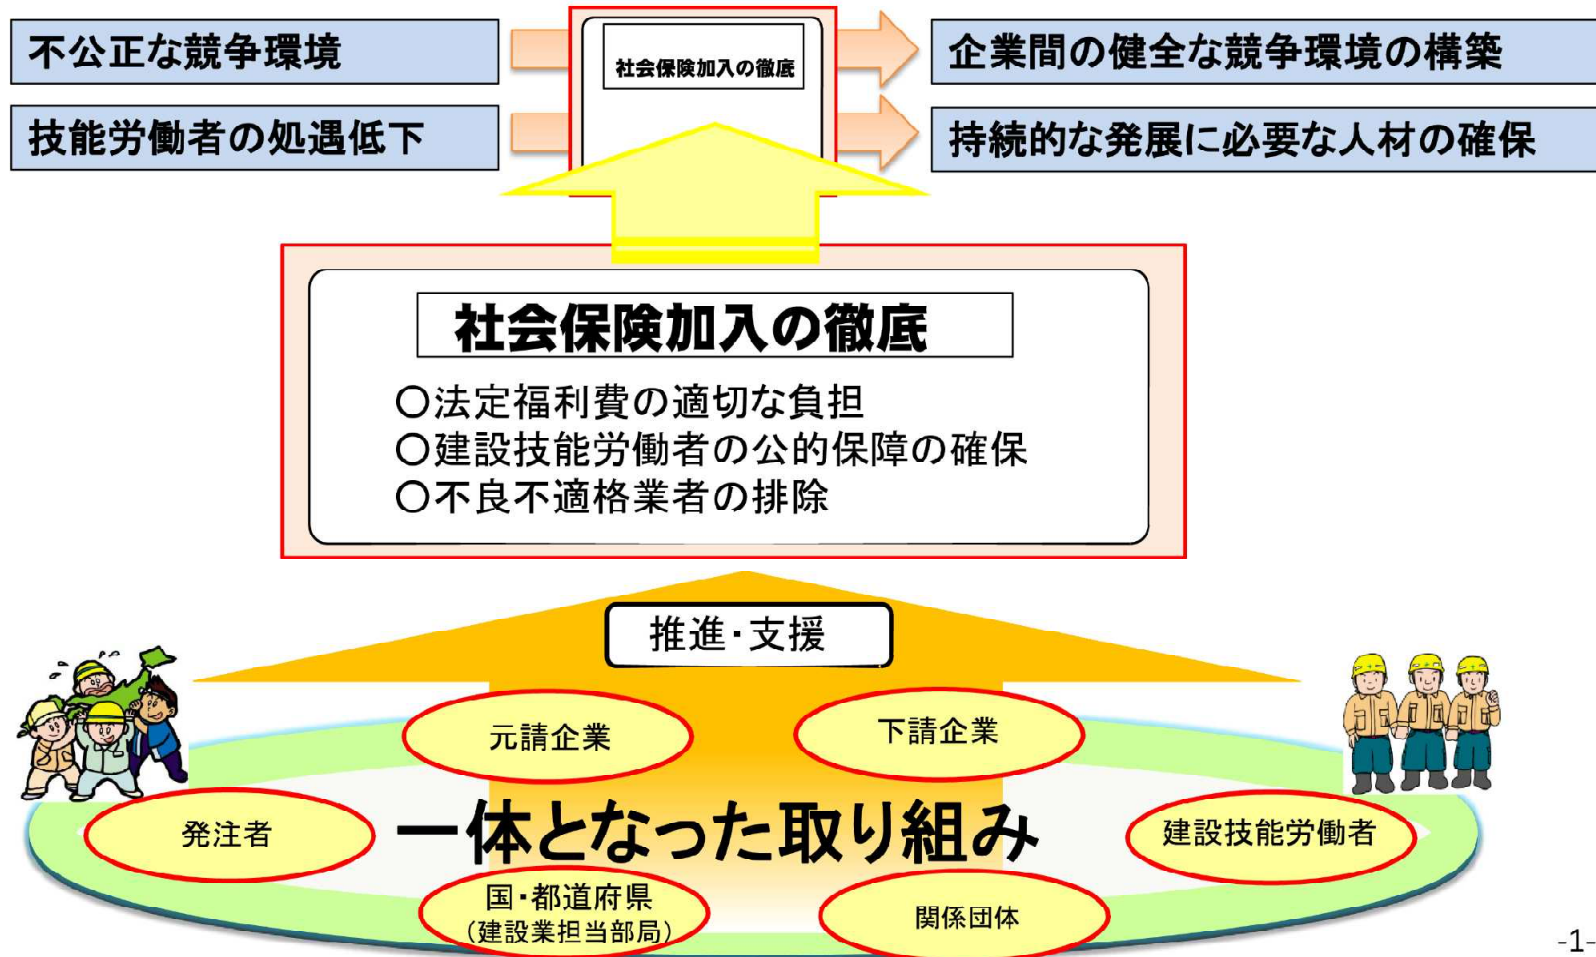 不公正な競争環境
社会保険加入の徹底
企業間の健全な競争環境の構築
技能労働者の処遇低下
持続的な発展に必要な人材の確保
社会保険加入の徹底
○法定福利費の適切な負担
○建設技能労働者の公的保障の確保
○不良不適格業者の排除
推進・支援
元請企業
下請企業
発注者
一体となった取り組み
建設技能労働者
国・都道府県
（建設業担当部局）
関係団体
-1-